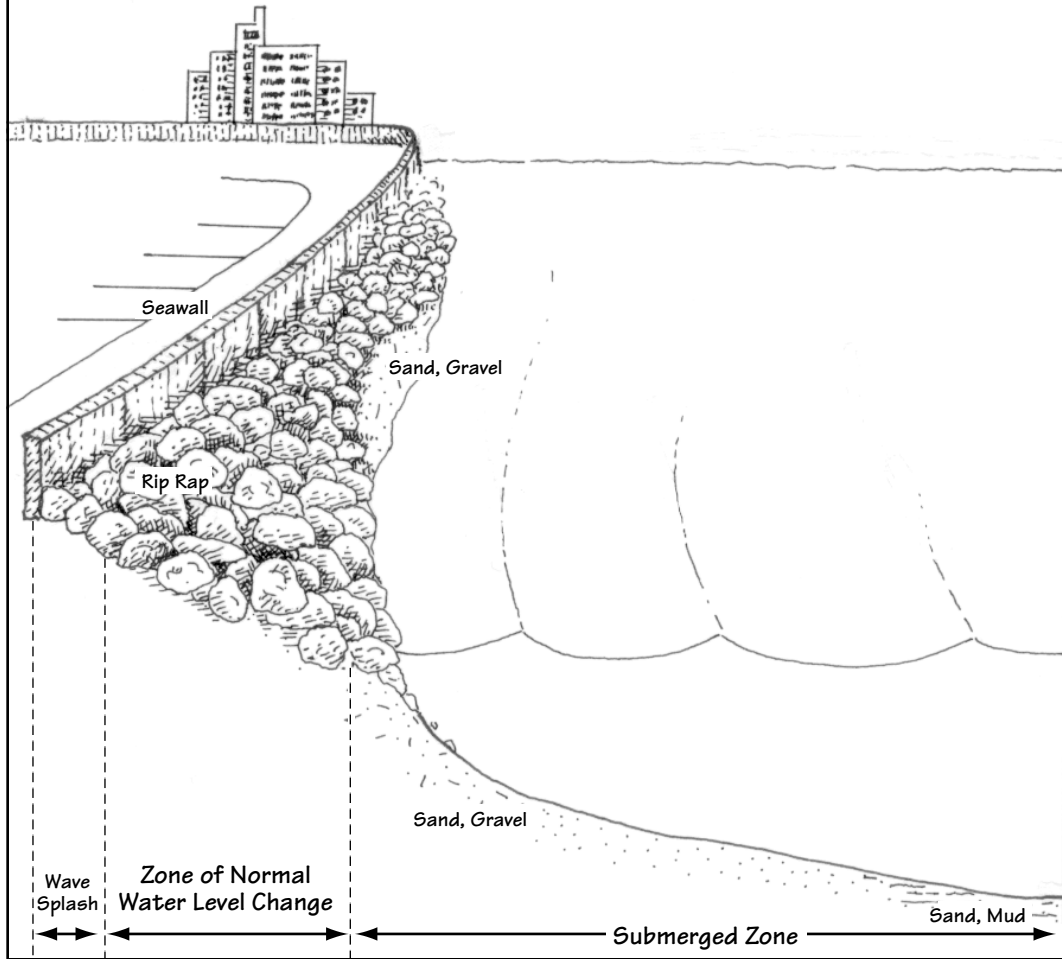 Seawall
Sand, Gravel
Rip Rap
Sand, Gravel
Wave
Splash
Zone of Normal
Water Level Change
Sand, Mud
Submerged Zone